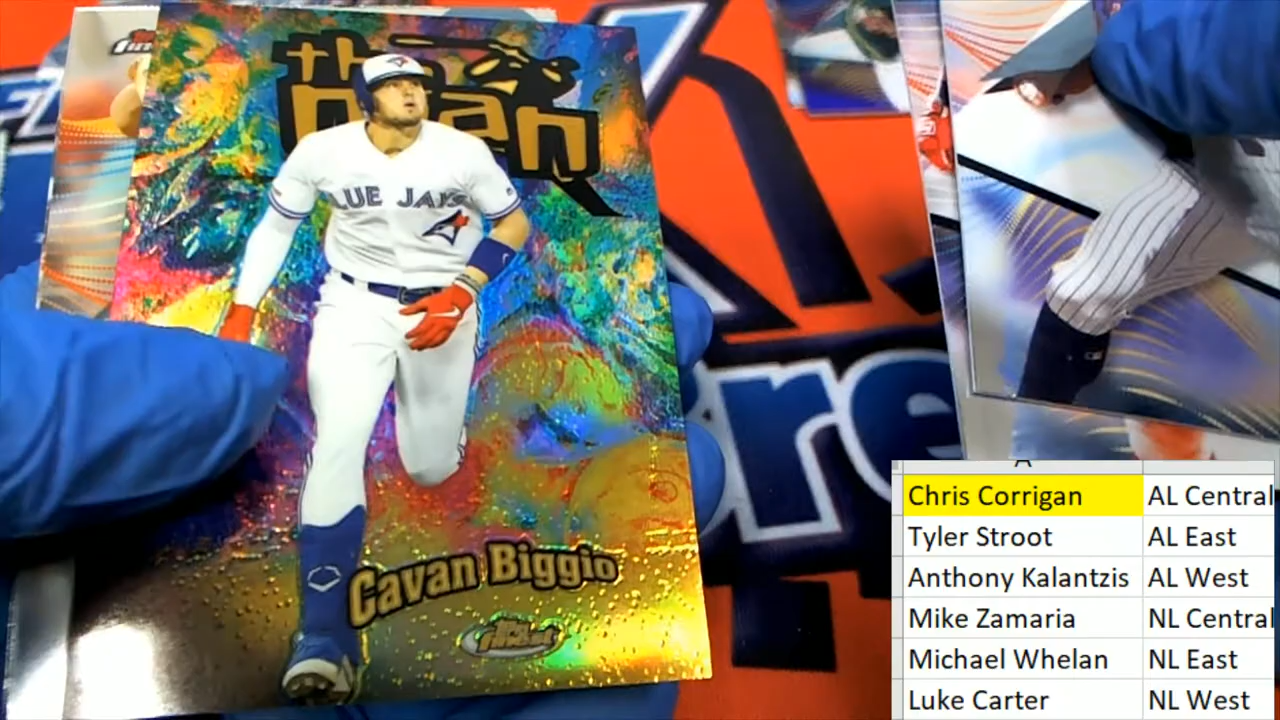 the
man
BLUE JAYS
Cavan Biggio
Topps
Finest
A
Chris Corrigan AL Central
Tyler Stroot AL East
Anthony Kalantzis AL West
Mike Zamaria NL Central
Michael Whelan NL East
Luke Carter NL West